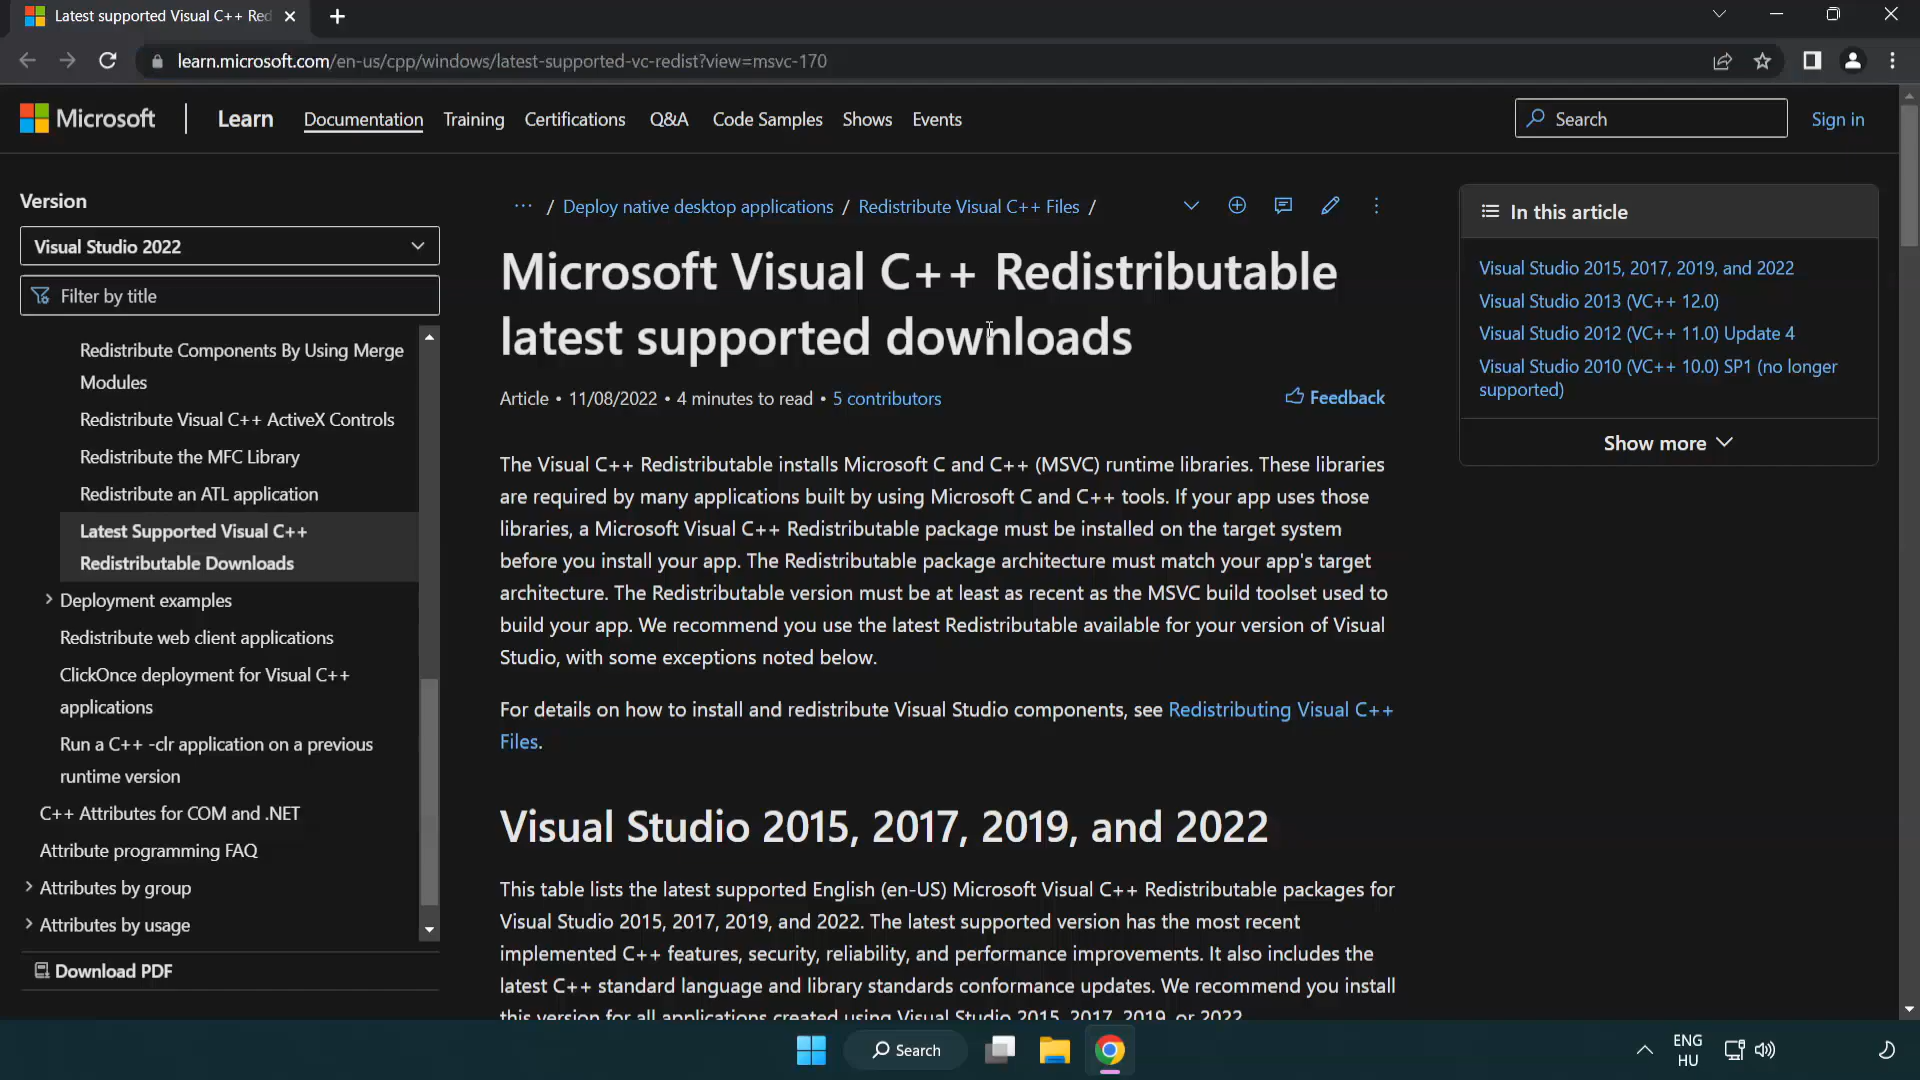 Latest supported Visual C++ Red
learn.microsoft.com/en-us/cpp/windows/latest-supported-vc-redist?view=msvc-170
Microsoft
Learn
Documentation
Training
Certifications
Q&A
Code Samples
Shows
Events
Search
Sign in
Version
Visual Studio 2022
Filter by title
Redistribute Components By Using Merge
Modules
Redistribute Visual C++ ActiveX Controls
Redistribute the MFC Library
Redistribute an ATL application
Latest Supported Visual C++
Redistributable Downloads
Deployment examples
Redistribute web client applications
ClickOnce deployment for Visual C++
applications
Run a C++ -clr application on a previous
runtime version
C++ Attributes for COM and .NET
Attribute programming FAQ
Attributes by group
Attributes by usage
Download PDF
··· / Deploy native desktop applications / Redistribute Visual C++ Files /
Microsoft Visual C++ Redistributable
latest supported downloads
Article • 11/08/2022 • 4 minutes to read • 5 contributors
Feedback
The Visual C++ Redistributable installs Microsoft C and C++ (MSVC) runtime libraries. These libraries
are required by many applications built by using Microsoft C and C++ tools. If your app uses those
libraries, a Microsoft Visual C++ Redistributable package must be installed on the target system
before you install your app. The Redistributable package architecture must match your app's target
architecture. The Redistributable version must be at least as recent as the MSVC build toolset used to
build your app. We recommend you use the latest Redistributable available for your version of Visual
Studio, with some exceptions noted below.
For details on how to install and redistribute Visual Studio components, see Redistributing Visual C++
Files.
Visual Studio 2015, 2017, 2019, and 2022
This table lists the latest supported English (en-US) Microsoft Visual C++ Redistributable packages for
Visual Studio 2015, 2017, 2019, and 2022. The latest supported version has the most recent
implemented C++ features, security, reliability, and performance improvements. It also includes the
latest C++ standard language and library standards conformance updates. We recommend you install
this version for all applications created using Visual Studio 2015, 2017, 2019, or 2022.
In this article
Visual Studio 2015, 2017, 2019, and 2022
Visual Studio 2013 (VC++ 12.0)
Visual Studio 2012 (VC++ 11.0) Update 4
Visual Studio 2010 (VC++ 10.0) SP1 (no longer
supported)
Show more
Search
ENG
HU